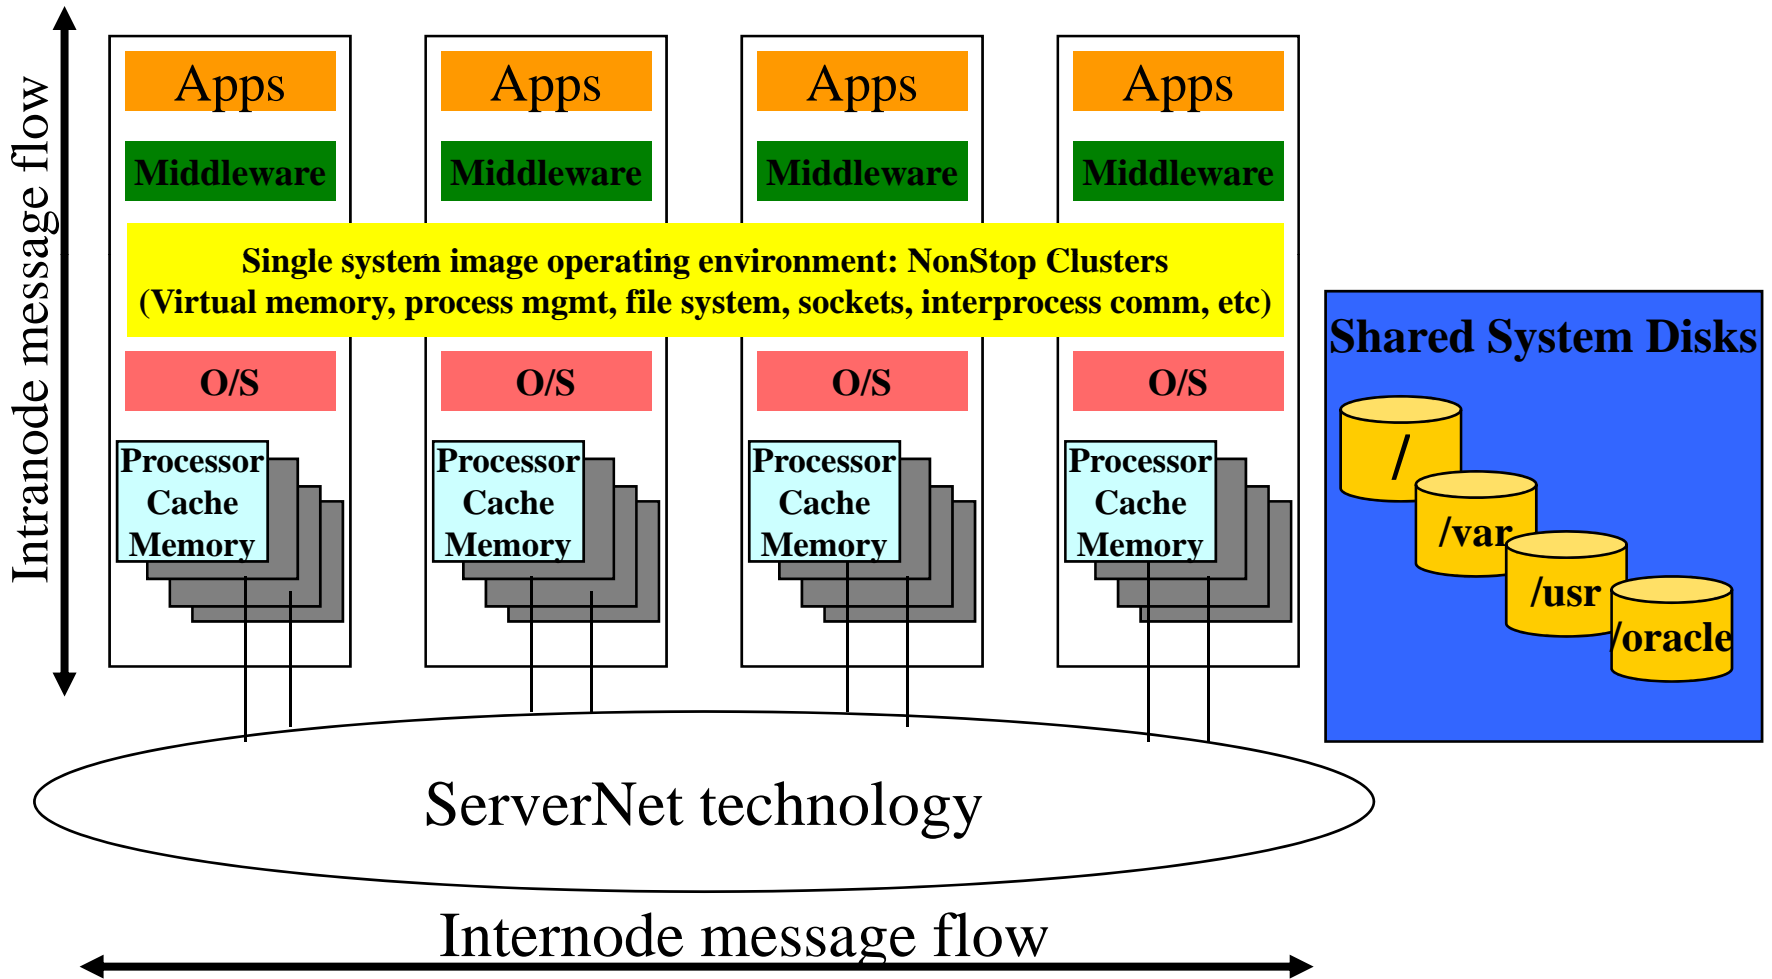 Intranode message flow
Apps
Apps
Apps
Apps
Middleware
Middleware
Middleware
Middleware
Single system image operating environment: NonStop Clusters
(Virtual memory, process mgmt, file system, sockets, interprocess comm, etc)
O/S
O/S
O/S
O/S
Processor
Cache
Memory
Processor
Cache
Memory
Processor
Cache
Memory
Processor
Cache
Memory
Shared System Disks
/
/var
/usr
/oracle
ServerNet technology
Internode message flow